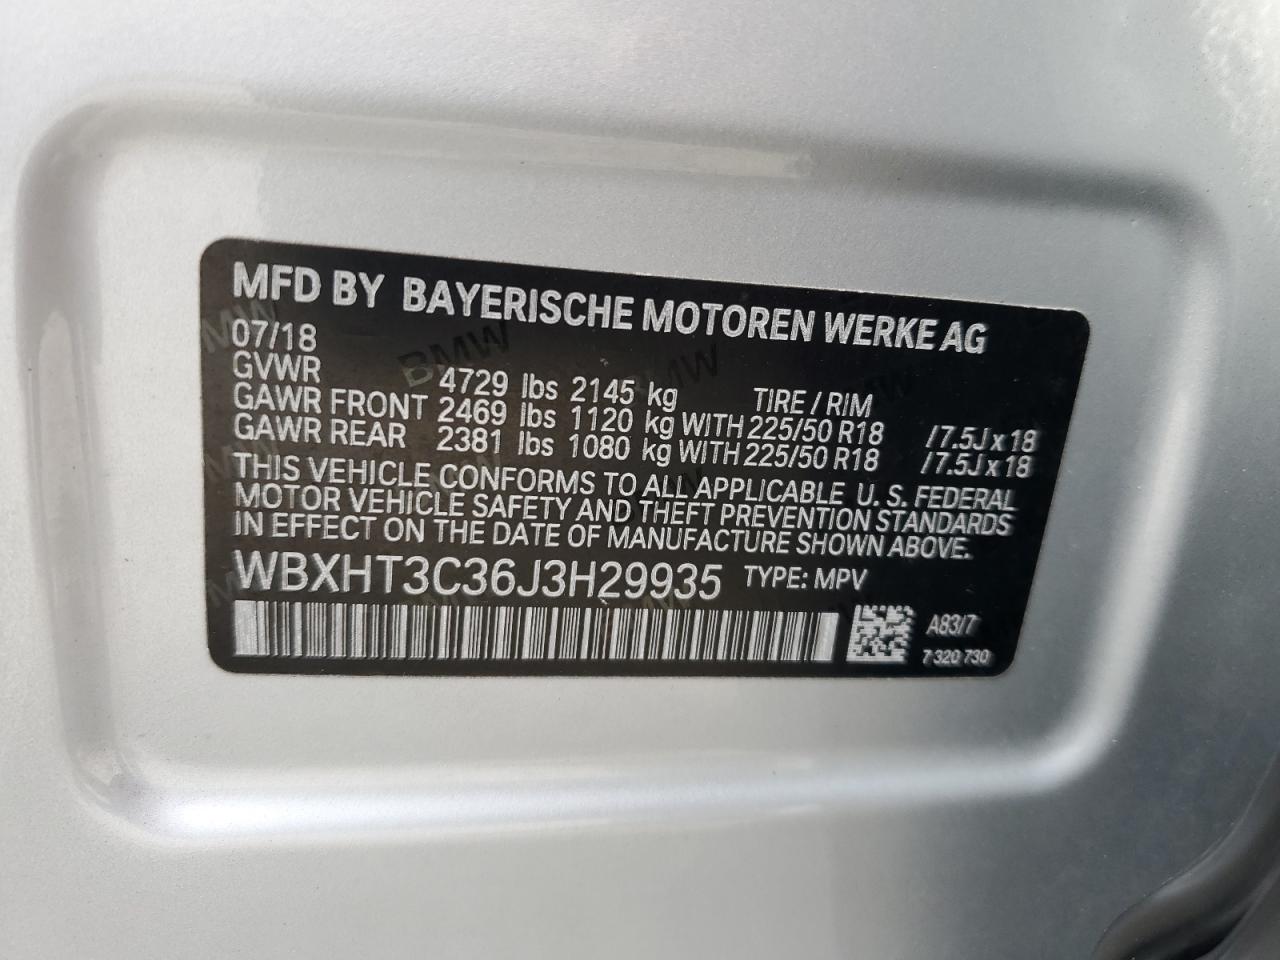 MFD BY BAYERISCHE MOTOREN WERKE AG
07/18
GVWR 4729 lbs 2145 kg TIRE / RIM
GAWR FRONT 2469 lbs 1120 kg WITH 225/50 R18 /7.5J x 18
GAWR REAR 2381 lbs 1080 kg WITH 225/50 R18 /7.5J x 18
THIS VEHICLE CONFORMS TO ALL APPLICABLE U. S. FEDERAL
MOTOR VEHICLE SAFETY AND THEFT PREVENTION STANDARDS
IN EFFECT ON THE DATE OF MANUFACTURE SHOWN ABOVE.
WBXHT3C36J3H29935 TYPE: MPV
A83/7
7 320 730